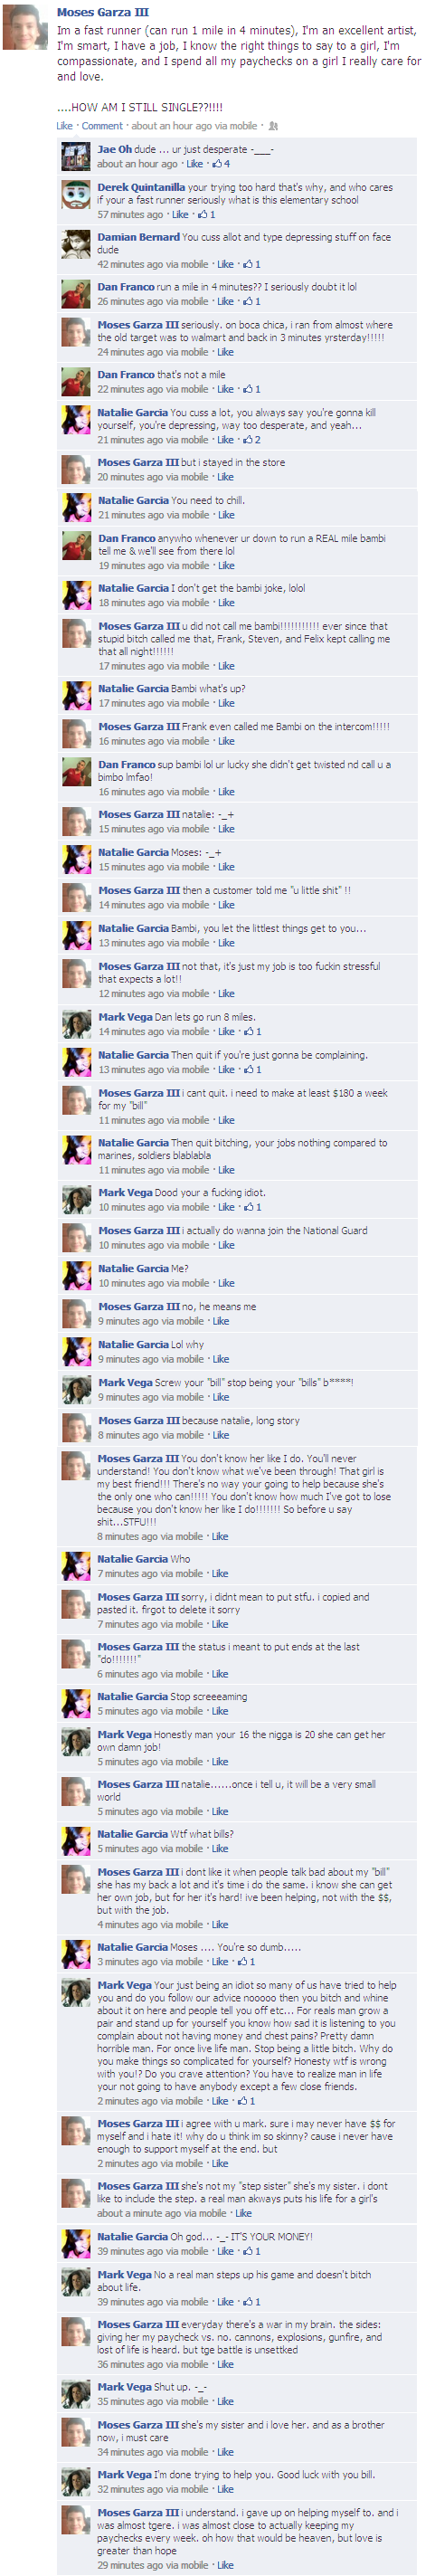 Moses Garza III
Im a fast runner (can run 1 mile in 4 minutes), I'm an excellent artist,
I'm smart, I have a job, I know the right things to say to a girl, I'm
compassionate, and I spend all my paychecks on a girl I really care for
and love.
....HOW AM I STILL SINGLE??!!!!
Like · Comment · about an hour ago via mobile ·
Jae Oh dude ... ur just desperate -___-
about an hour ago · Like · 4
Derek Quintanilla your trying too hard that's why, and who cares
if your a fast runner seriously what is this elementary school
57 minutes ago · Like · 1
Damian Bernard You cuss allot and type depressing stuff on face
dude
42 minutes ago via mobile · Like · 1
Dan Franco run a mile in 4 minutes?? I seriously doubt it lol
26 minutes ago via mobile · Like · 1
Moses Garza III seriously. on boca chica, i ran from almost where
the old target was to walmart and back in 3 minutes yrsterday!!!!!
24 minutes ago via mobile · Like
Dan Franco that's not a mile
22 minutes ago via mobile · Like · 1
Natalie Garcia You cuss a lot, you always say you're gonna kill
yourself, you're depressing, way too desperate, and yeah...
21 minutes ago via mobile · Like · 2
Moses Garza III but i stayed in the store
20 minutes ago via mobile · Like
Natalie Garcia You need to chill.
21 minutes ago via mobile · Like
Dan Franco anywho whenever ur down to run a REAL mile bambi
tell me & we'll see from there lol
19 minutes ago via mobile · Like
Natalie Garcia I don't get the bambi joke, lolol
18 minutes ago via mobile · Like
Moses Garza III u did not call me bambi!!!!!!!!!!! ever since that
stupid bitch called me that, Frank, Steven, and Felix kept calling me
that all night!!!!!!
17 minutes ago via mobile · Like
Natalie Garcia Bambi what's up?
17 minutes ago via mobile · Like
Moses Garza III Frank even called me Bambi on the intercom!!!!!
16 minutes ago via mobile · Like
Dan Franco sup bambi lol ur lucky she didn't get twisted nd call u a
bimbo lmfao!
16 minutes ago via mobile · Like
Moses Garza III natalie: -_+
15 minutes ago via mobile · Like
Natalie Garcia Moses: -_+
15 minutes ago via mobile · Like
Moses Garza III then a customer told me "u little shit" !!
14 minutes ago via mobile · Like
Natalie Garcia Bambi, you let the littlest things get to you...
13 minutes ago via mobile · Like
Moses Garza III not that, it's just my job is too fuckin stressful
that expects a lot!!
12 minutes ago via mobile · Like
Mark Vega Dan lets go run 8 miles.
14 minutes ago via mobile · Like · 1
Natalie Garcia Then quit if you're just gonna be complaining.
13 minutes ago via mobile · Like · 1
Moses Garza III i cant quit. i need to make at least $180 a week
for my "bill"
11 minutes ago via mobile · Like
Natalie Garcia Then quit bitching, your jobs nothing compared to
marines, soldiers blablabla
11 minutes ago via mobile · Like
Mark Vega Dood your a fucking idiot.
10 minutes ago via mobile · Like · 1
Moses Garza III i actually do wanna join the National Guard
10 minutes ago via mobile · Like
Natalie Garcia Me?
10 minutes ago via mobile · Like
Moses Garza III no, he means me
9 minutes ago via mobile · Like
Natalie Garcia Lol why
9 minutes ago via mobile · Like
Mark Vega Screw your "bill" stop being your "bills" b****!
9 minutes ago via mobile · Like
Moses Garza III because natalie, long story
8 minutes ago via mobile · Like
Moses Garza III You don't know her like I do. You'll never
understand! You don't know what we've been through! That girl is
my best friend!!! There's no way your going to help because she's
the only one who can!!!!! You don't know how much I've got to lose
because you don't know her like I do!!!!!!! So before u say
shit...STFU!!!
8 minutes ago via mobile · Like
Natalie Garcia Who
7 minutes ago via mobile · Like
Moses Garza III sorry, i didnt mean to put stfu. i copied and
pasted it. firgot to delete it sorry
7 minutes ago via mobile · Like
Moses Garza III the status i meant to put ends at the last
"do!!!!!!!"
6 minutes ago via mobile · Like
Natalie Garcia Stop screeeaming
5 minutes ago via mobile · Like
Mark Vega Honestly man your 16 the nigga is 20 she can get her
own damn job!
5 minutes ago via mobile · Like
Moses Garza III natalie......once i tell u, it will be a very small
world
5 minutes ago via mobile · Like
Natalie Garcia Wtf what bills?
5 minutes ago via mobile · Like
Moses Garza III i dont like it when people talk bad about my "bill"
she has my back a lot and it's time i do the same. i know she can get
her own job, but for her it's hard! ive been helping, not with the $$,
but with the job.
4 minutes ago via mobile · Like
Natalie Garcia Moses .... You're so dumb.....
3 minutes ago via mobile · Like · 1
Mark Vega Your just being an idiot so many of us have tried to help
you and do you follow our advice nooooo then you bitch and whine
about it on here and people tell you off etc... For reals man grow a
pair and stand up for yourself you know how sad it is listening to you
complain about not having money and chest pains? Pretty damn
horrible man. For once live life man. Stop being a little bitch. Why do
you make things so complicated for yourself? Honesty wtf is wrong
with you!? Do you crave attention? You have to realize man in life
your not going to have anybody except a few close friends.
2 minutes ago via mobile · Like · 1
Moses Garza III i agree with u mark. sure i may never have $$ for
myself and i hate it! why do u think im so skinny? cause i never have
enough to support myself at the end. but
2 minutes ago via mobile · Like
Moses Garza III she's not my "step sister" she's my sister. i dont
like to include the step. a real man akways puts his life for a girl's
about a minute ago via mobile · Like
Natalie Garcia Oh god... -_- IT'S YOUR MONEY!
39 minutes ago via mobile · Like · 1
Mark Vega No a real man steps up his game and doesn't bitch
about life.
39 minutes ago via mobile · Like · 1
Moses Garza III everyday there's a war in my brain. the sides:
giving her my paycheck vs. no. cannons, explosions, gunfire, and
lost of life is heard. but tge battle is unsettked
36 minutes ago via mobile · Like
Mark Vega Shut up. -_-
35 minutes ago via mobile · Like
Moses Garza III she's my sister and i love her. and as a brother
now, i must care
34 minutes ago via mobile · Like
Mark Vega I'm done trying to help you. Good luck with you bill.
32 minutes ago via mobile · Like
Moses Garza III i understand. i gave up on helping myself to. and i
was almost tgere. i was almost close to actually keeping my
paychecks every week. oh how that would be heaven, but love is
greater than hope
29 minutes ago via mobile · Like